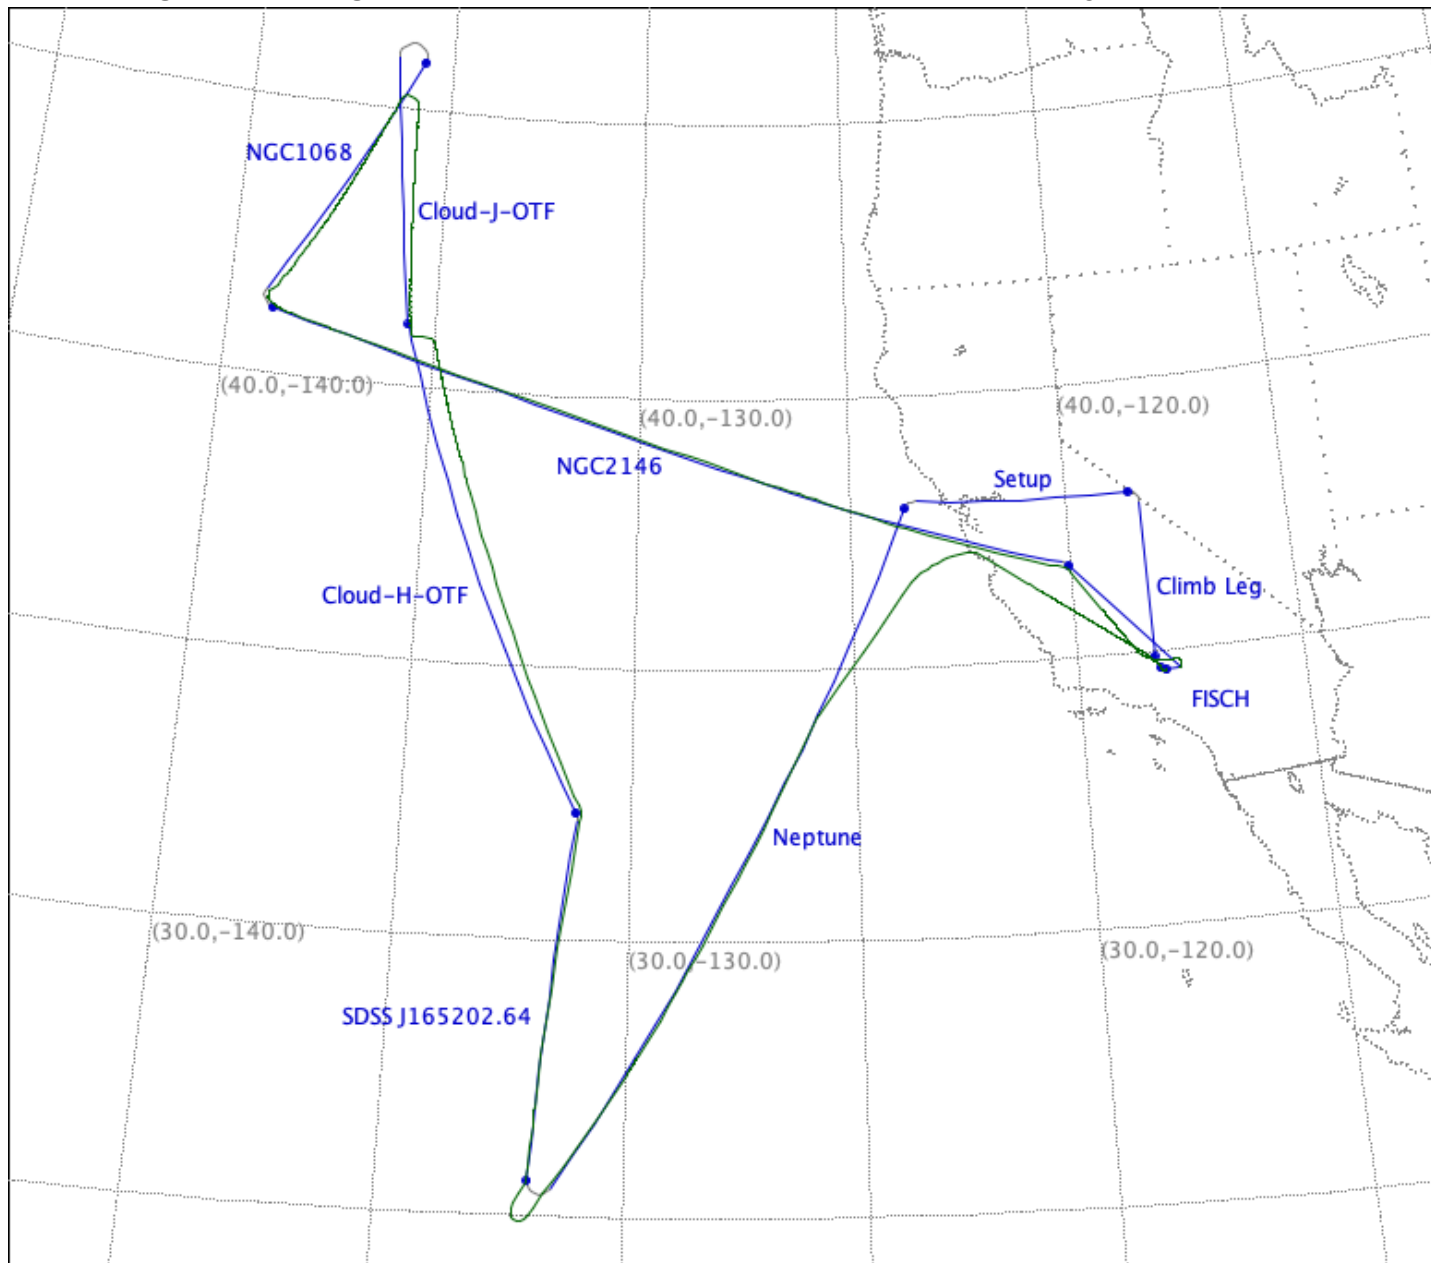 NGC1068
Cloud-J-OTF
(40.0,-140.0)
(40.0,-130.0)
(40.0,-120.0)
NGC2146
Setup
Cloud-H-OTF
Climb Leg
FISCH
Neptune
(30.0,-140.0)
(30.0,-130.0)
(30.0,-120.0)
SDSS J165202.64